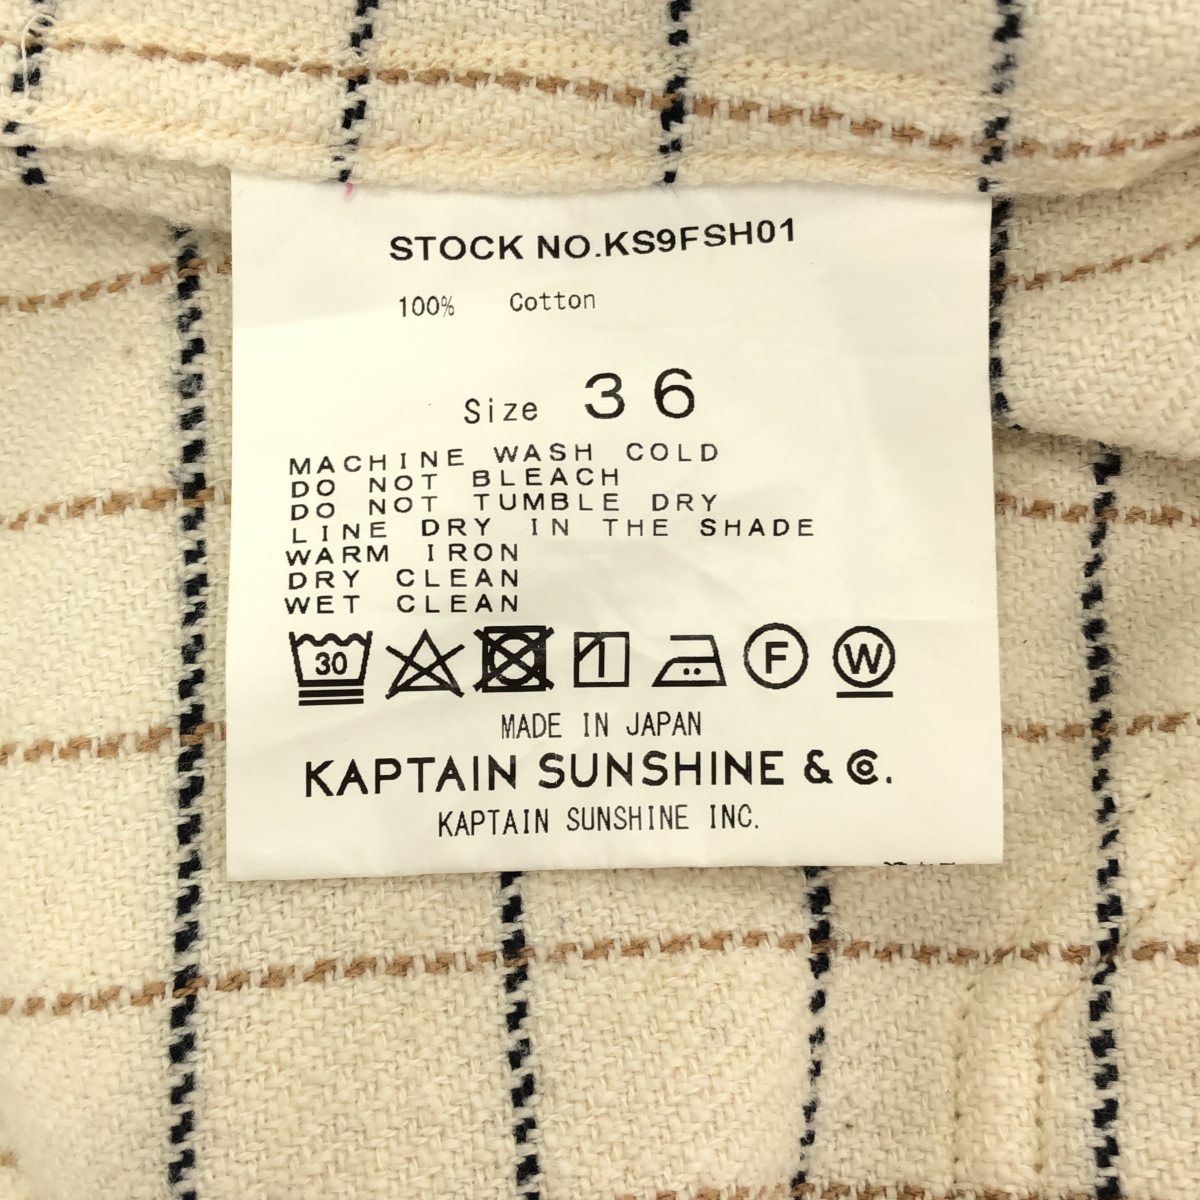 STOCK NO.KS9FSH01
100% Cotton
Size 36
MACHINE WASH COLD
DO NOT BLEACH
DO NOT TUMBLE DRY
LINE DRY IN THE SHADE
WARM IRON
DRY CLEAN
WET CLEAN
30 F W
MADE IN JAPAN
KAPTAIN SUNSHINE & Co.
KAPTAIN SUNSHINE INC.